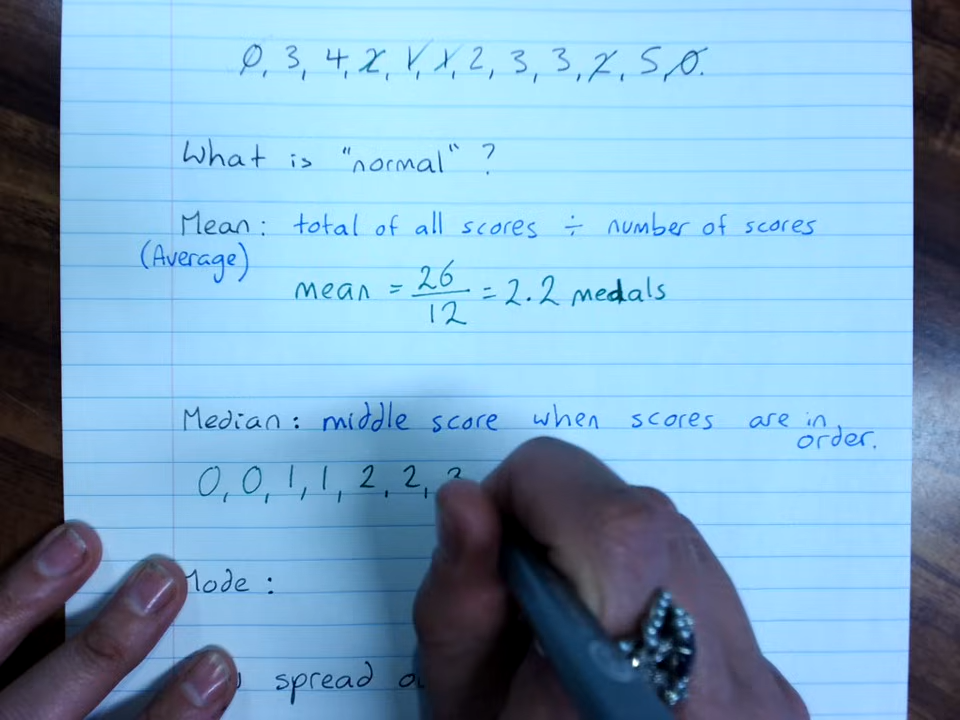 0, 3, 4, 2, 1, 1, 2, 3, 3, 2, 5, 0.
What is "normal" ?
Mean: total of all scores ÷ number of scores
(Average)
mean = 26/12 = 2.2 medals
Median: middle score when scores are in order.
0, 0, 1, 1, 2, 2,
Mode :
spread